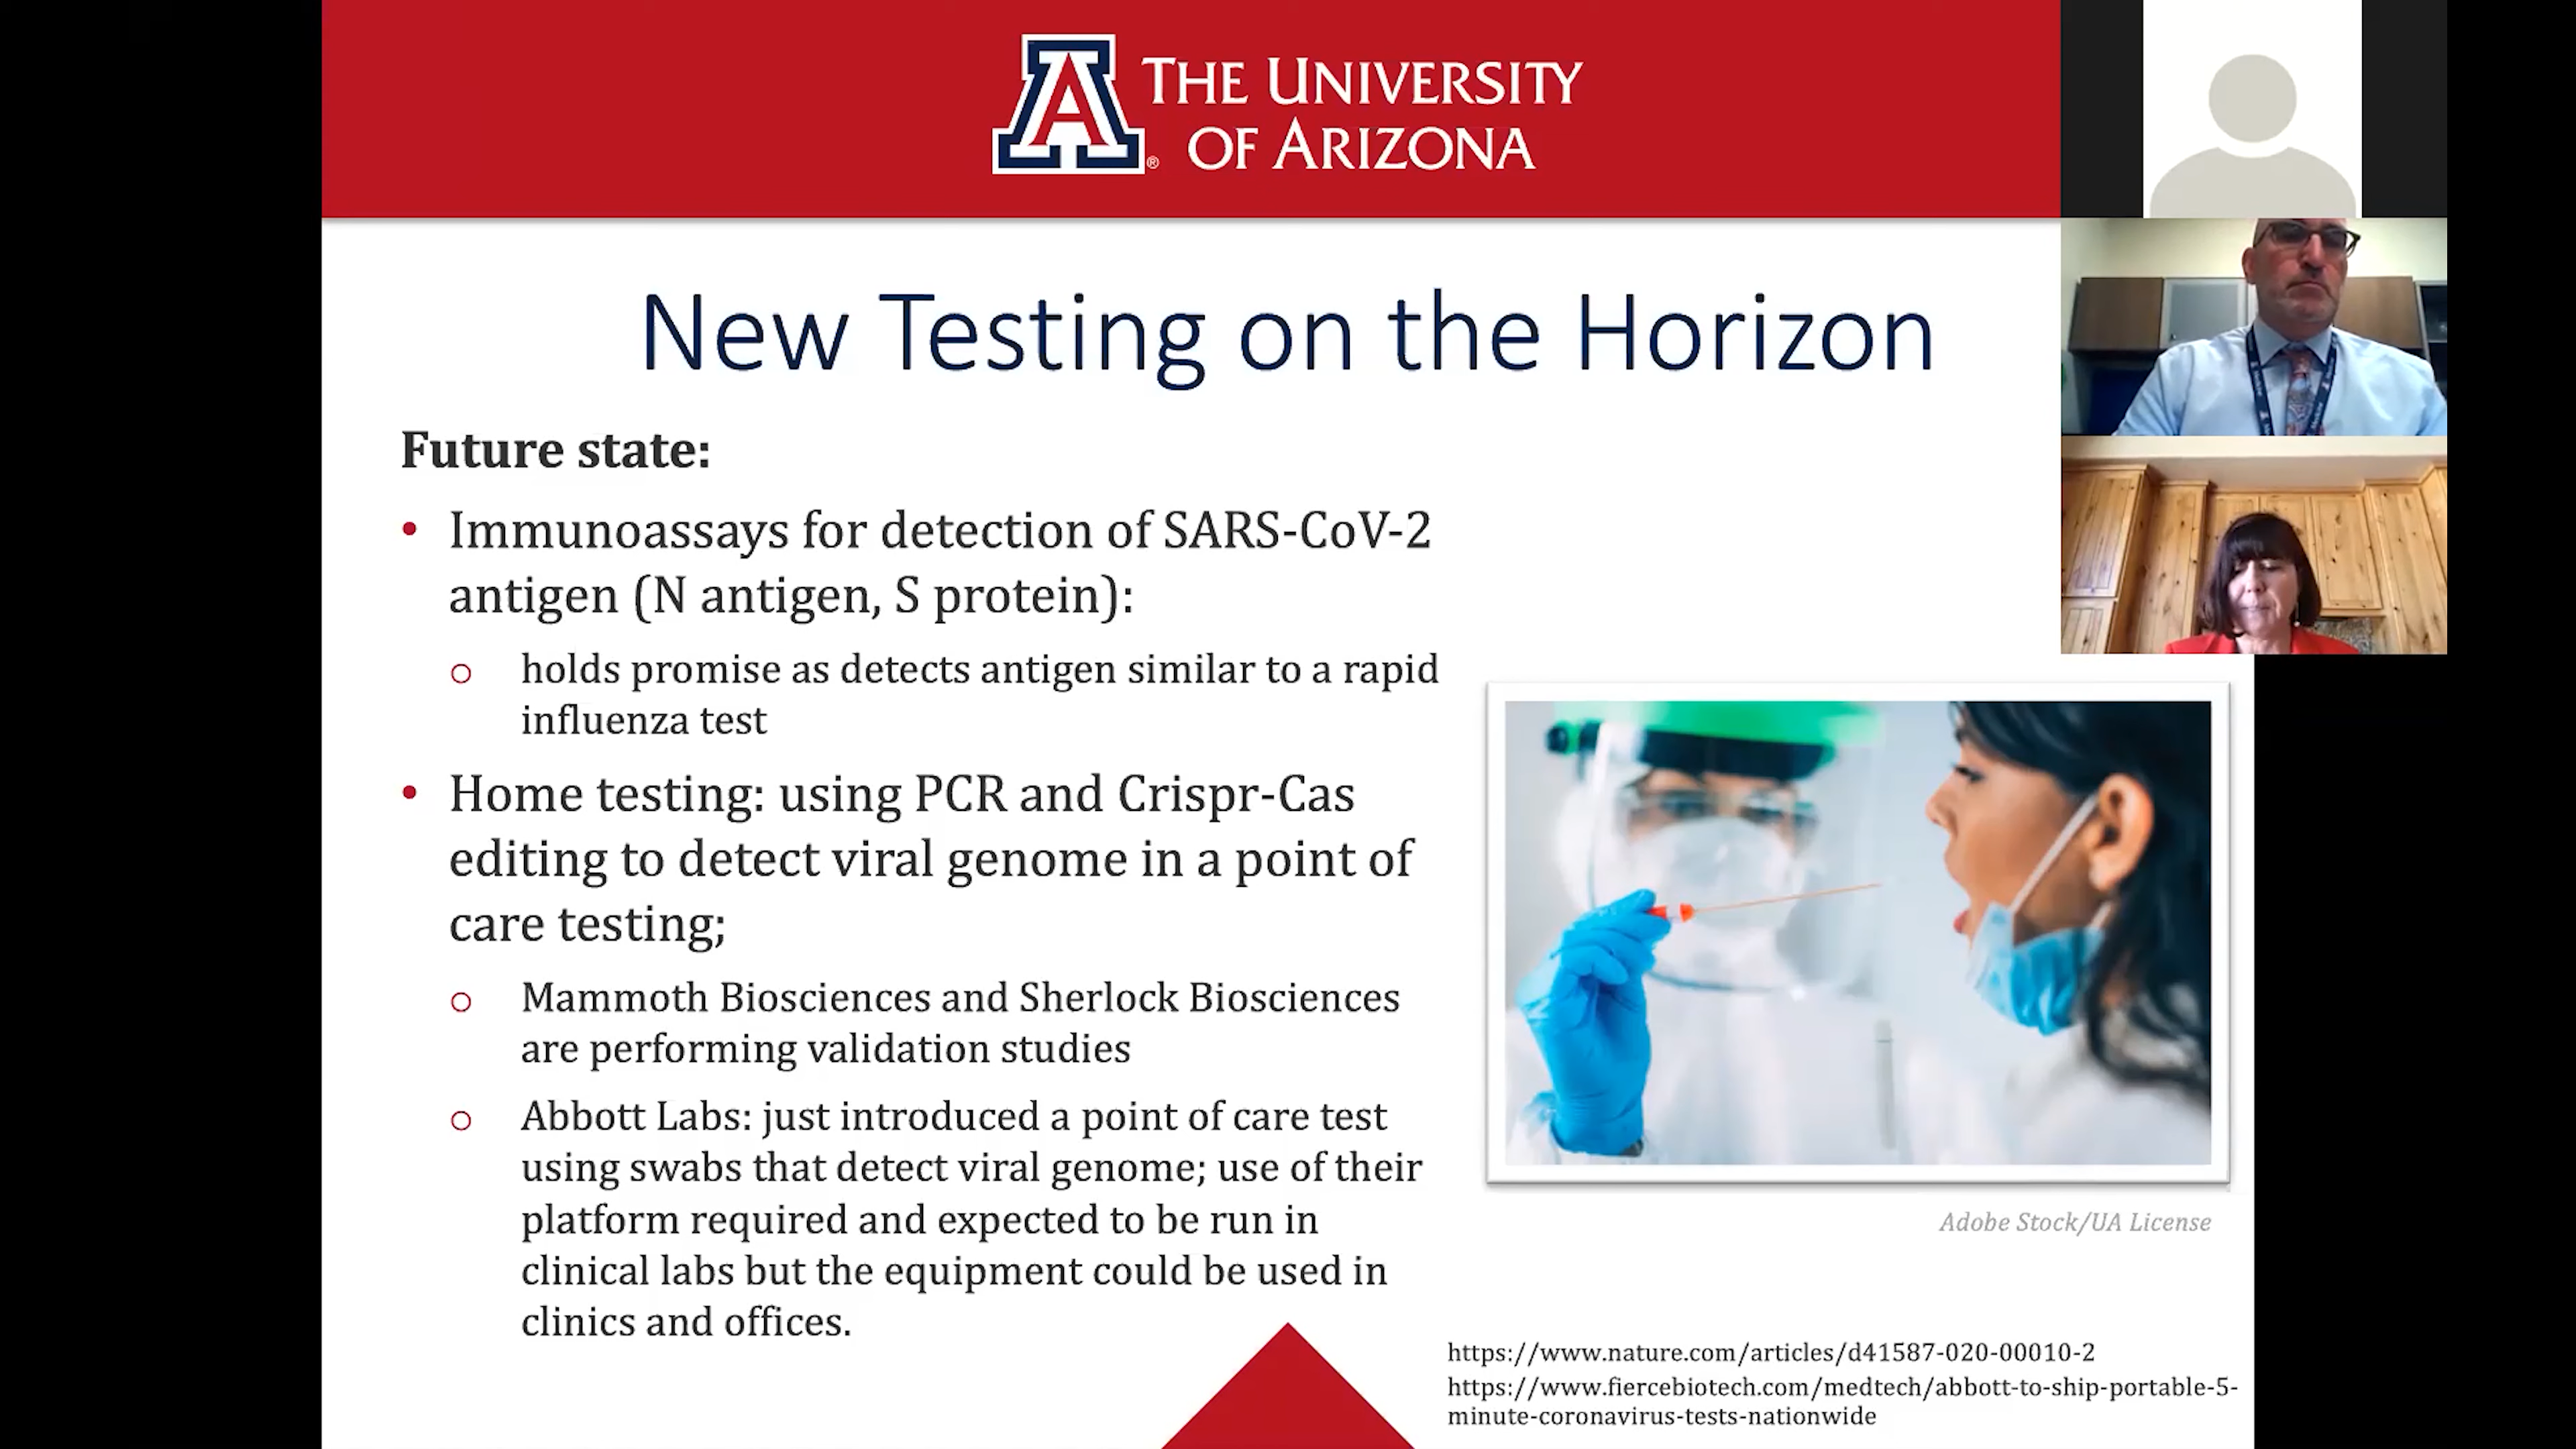 THE UNIVERSITY
OF ARIZONA
®
New Testing on the Horizon
Future state:
• Immunoassays for detection of SARS-CoV-2
antigen (N antigen, S protein):
o holds promise as detects antigen similar to a rapid
influenza test
• Home testing: using PCR and Crispr-Cas
editing to detect viral genome in a point of
care testing;
o Mammoth Biosciences and Sherlock Biosciences
are performing validation studies
o Abbott Labs: just introduced a point of care test
using swabs that detect viral genome; use of their
platform required and expected to be run in
clinical labs but the equipment could be used in
clinics and offices.
Adobe Stock/UA License
https://www.nature.com/articles/d41587-020-00010-2
https://www.fiercebiotech.com/medtech/abbott-to-ship-portable-5-
minute-coronavirus-tests-nationwide